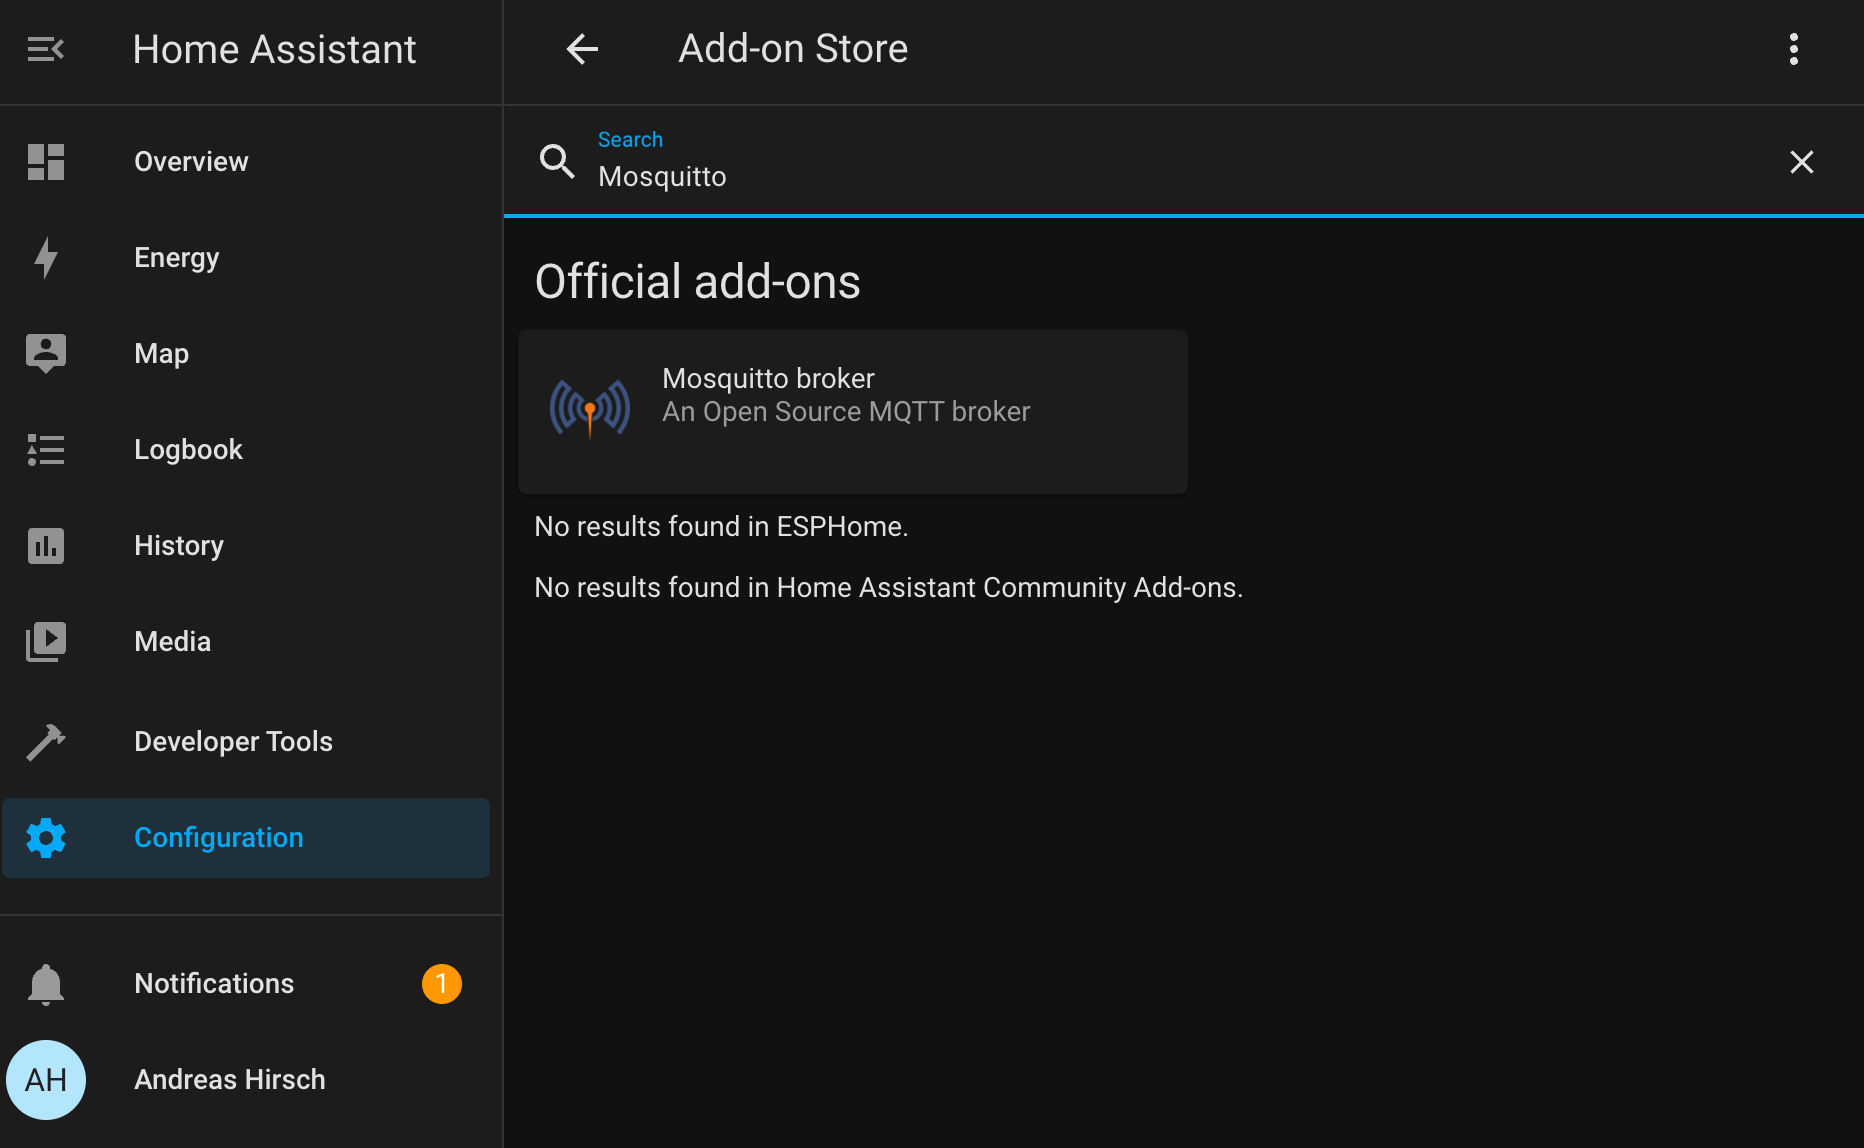 Home Assistant
Overview
Energy
Map
Logbook
History
Media
Developer Tools
Configuration
Notifications
1
AH
Andreas Hirsch
Add-on Store
Search
Mosquitto
Official add-ons
Mosquitto broker
An Open Source MQTT broker
No results found in ESPHome.
No results found in Home Assistant Community Add-ons.